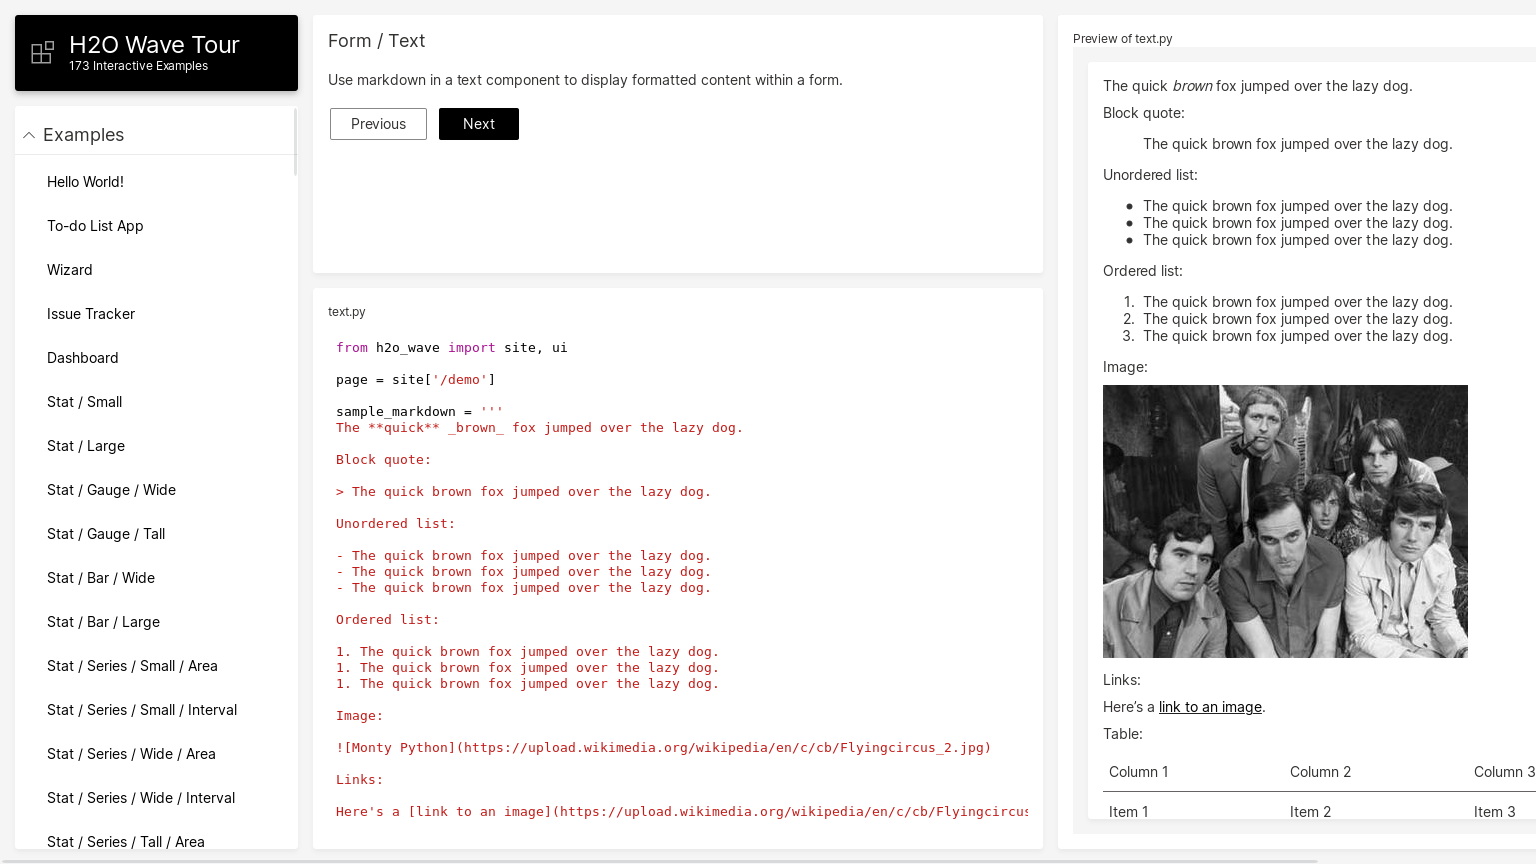 H2O Wave Tour
173 Interactive Examples
Examples
Hello World!
To-do List App
Wizard
Issue Tracker
Dashboard
Stat / Small
Stat / Large
Stat / Gauge / Wide
Stat / Gauge / Tall
Stat / Bar / Wide
Stat / Bar / Large
Stat / Series / Small / Area
Stat / Series / Small / Interval
Stat / Series / Wide / Area
Stat / Series / Wide / Interval
Stat / Series / Tall / Area
Form / Text
Use markdown in a text component to display formatted content within a form.
Previous Next
text.py
from h2o_wave import site, ui
page = site['/demo']
sample_markdown = '''
The **quick** _brown_ fox jumped over the lazy dog.
Block quote:
> The quick brown fox jumped over the lazy dog.
Unordered list:
- The quick brown fox jumped over the lazy dog.
- The quick brown fox jumped over the lazy dog.
- The quick brown fox jumped over the lazy dog.
Ordered list:
1. The quick brown fox jumped over the lazy dog.
1. The quick brown fox jumped over the lazy dog.
1. The quick brown fox jumped over the lazy dog.
Image:
![Monty Python](https://upload.wikimedia.org/wikipedia/en/c/cb/Flyingcircus_2.jpg)
Links:
Here's a [link to an image](https://upload.wikimedia.org/wikipedia/en/c/cb/Flyingcircus
Preview of text.py
The quick brown fox jumped over the lazy dog.
Block quote:
The quick brown fox jumped over the lazy dog.
Unordered list:
• The quick brown fox jumped over the lazy dog.
• The quick brown fox jumped over the lazy dog.
• The quick brown fox jumped over the lazy dog.
Ordered list:
1. The quick brown fox jumped over the lazy dog.
2. The quick brown fox jumped over the lazy dog.
3. The quick brown fox jumped over the lazy dog.
Image:
Links:
Here’s a link to an image.
Table:
Column 1 Column 2 Column 3
Item 1 Item 2 Item 3